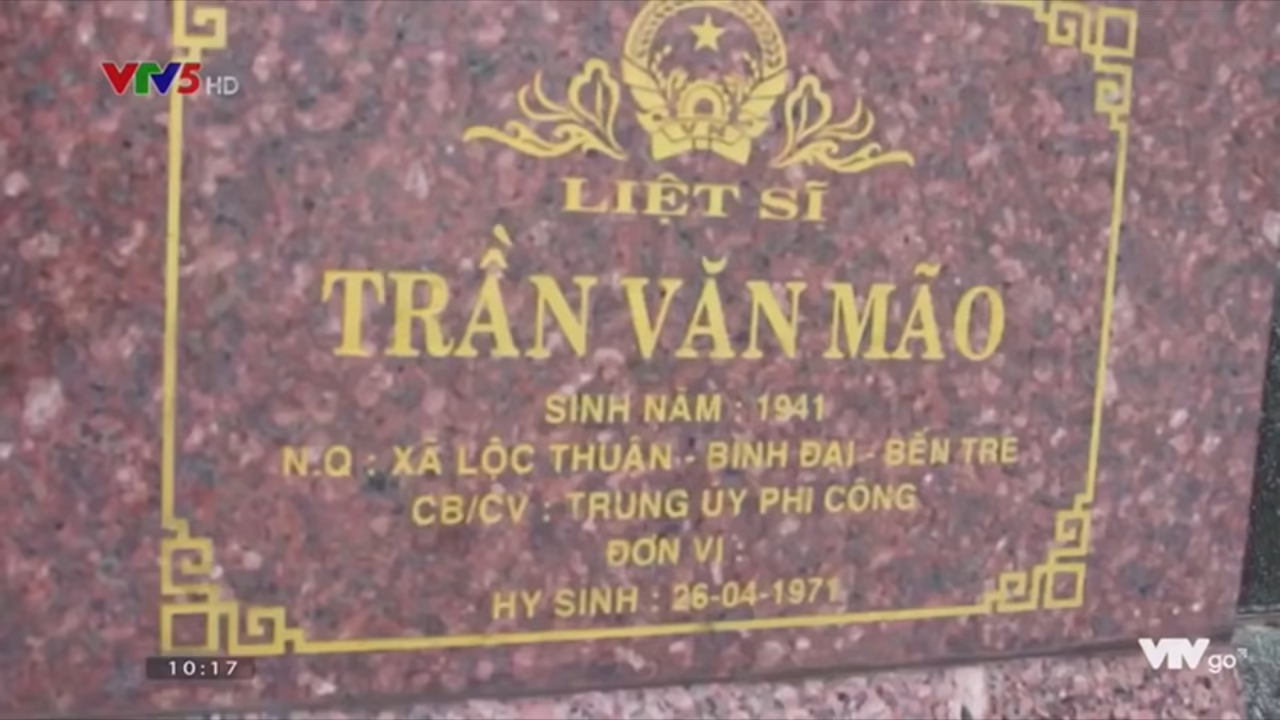 VTV5 HD
LIỆT SĨ
TRẦN VĂN MÃO
SINH NĂM : 1941
N.Q : XÃ LỘC THUẬN - BÌNH ĐẠI - BẾN TRE
CB/CV : TRUNG ÚY PHI CÔNG
ĐƠN VỊ :
HY SINH : 26-04-1971
10:17
VTV go